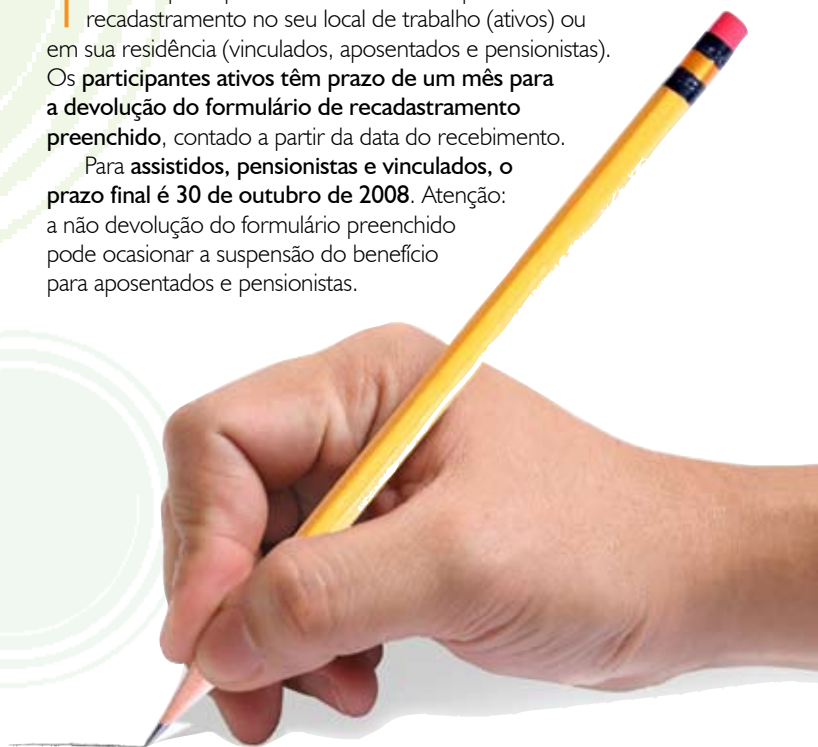 recadastramento no seu local de trabalho (ativos) ou
em sua residência (vinculados, aposentados e pensionistas).
Os participantes ativos têm prazo de um mês para
a devolução do formulário de recadastramento
preenchido, contado a partir da data do recebimento.
Para assistidos, pensionistas e vinculados, o
prazo final é 30 de outubro de 2008. Atenção:
a não devolução do formulário preenchido
pode ocasionar a suspensão do benefício
para aposentados e pensionistas.